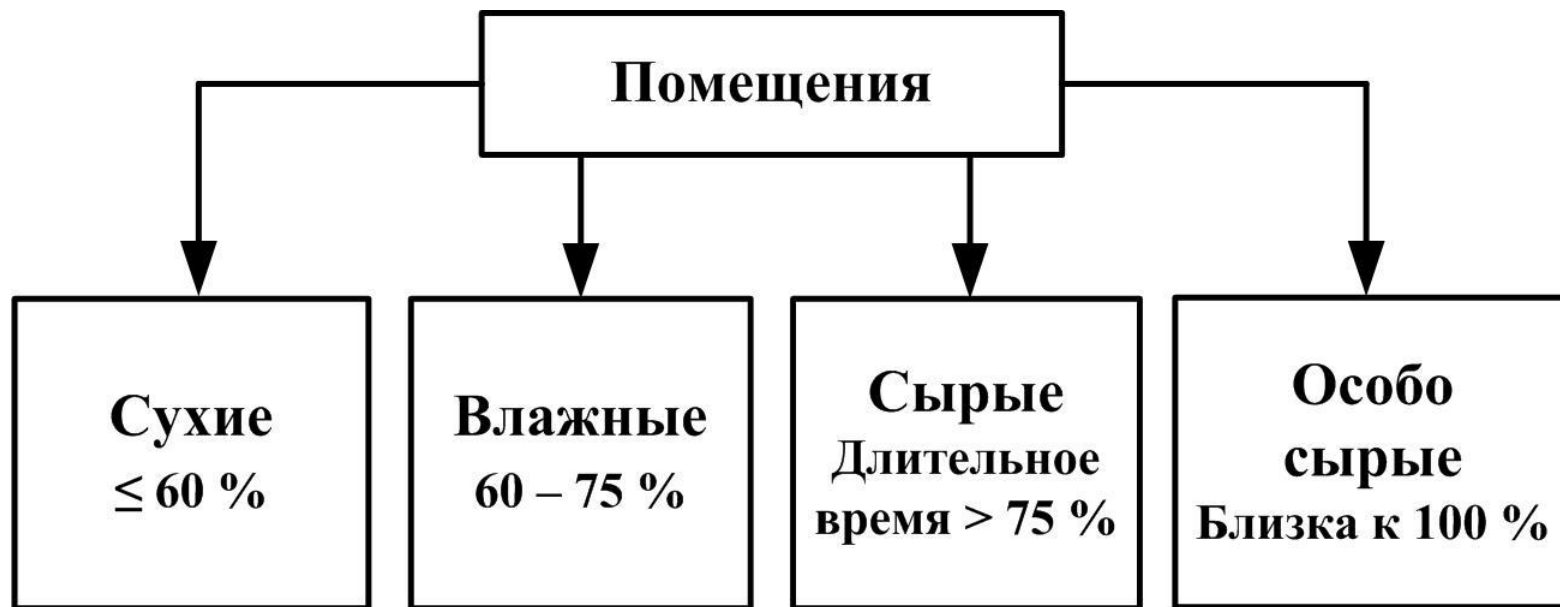 Помещения
Сухие
≤ 60 %
Влажные
60 – 75 %
Сырые
Длительное
время > 75 %
Особо
сырые
Близка к 100 %